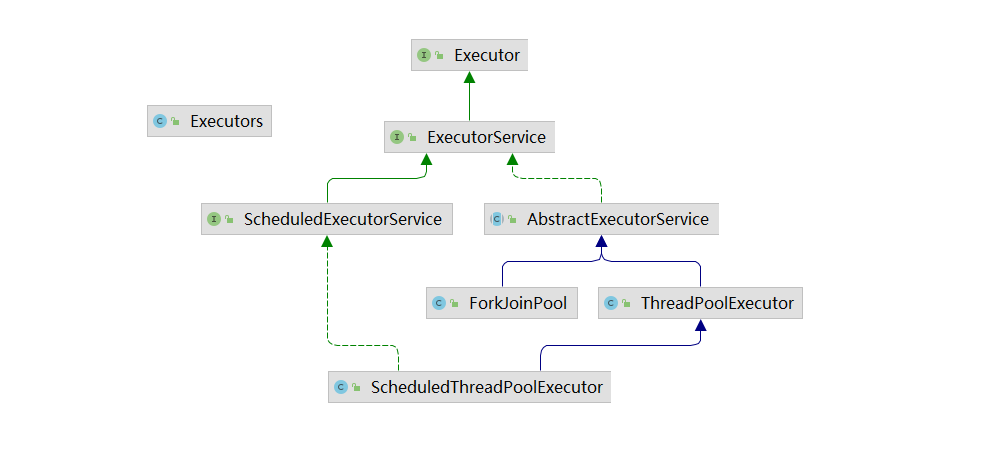 I Executor
C Executors
I ExecutorService
I ScheduledExecutorService
C AbstractExecutorService
C ForkJoinPool
C ThreadPoolExecutor
C ScheduledThreadPoolExecutor